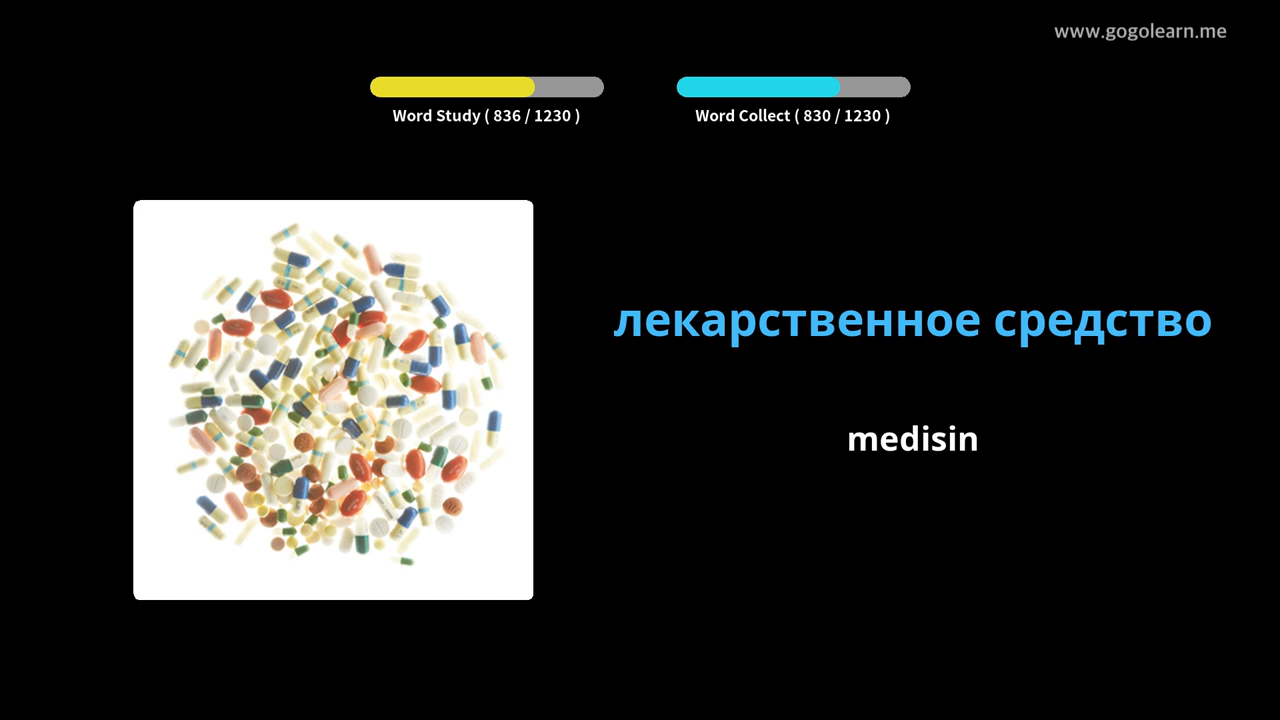 www.gogolearn.me
Word Study ( 836 / 1230 )
Word Collect ( 830 / 1230 )
лекарственное средство
medisin